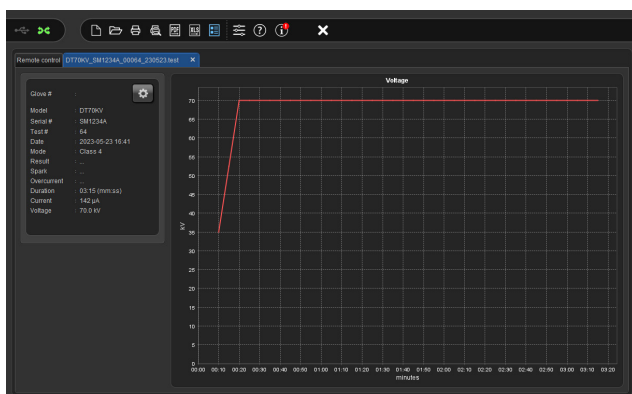 PDF XLS
Remote control DT70KV_SM1234A_00064_230523.test ×
Glove # :
Model : DT70KV
Serial # : SM1234A
Test # : 64
Date : 2023-05-23 16:41
Mode : Class 4
Result : ...
Spark : ...
Overcurrent : ...
Duration : 03:15 (mm:ss)
Current : 142 µA
Voltage : 70.0 kV
Voltage
70
65
60
55
50
45
40
35
30
25
20
15
10
5
0
kV
00:00 00:10 00:20 00:30 00:40 00:50 01:00 01:10 01:20 01:30 01:40 01:50 02:00 02:10 02:20 02:30 02:40 02:50 03:00 03:10 03:20
minutes